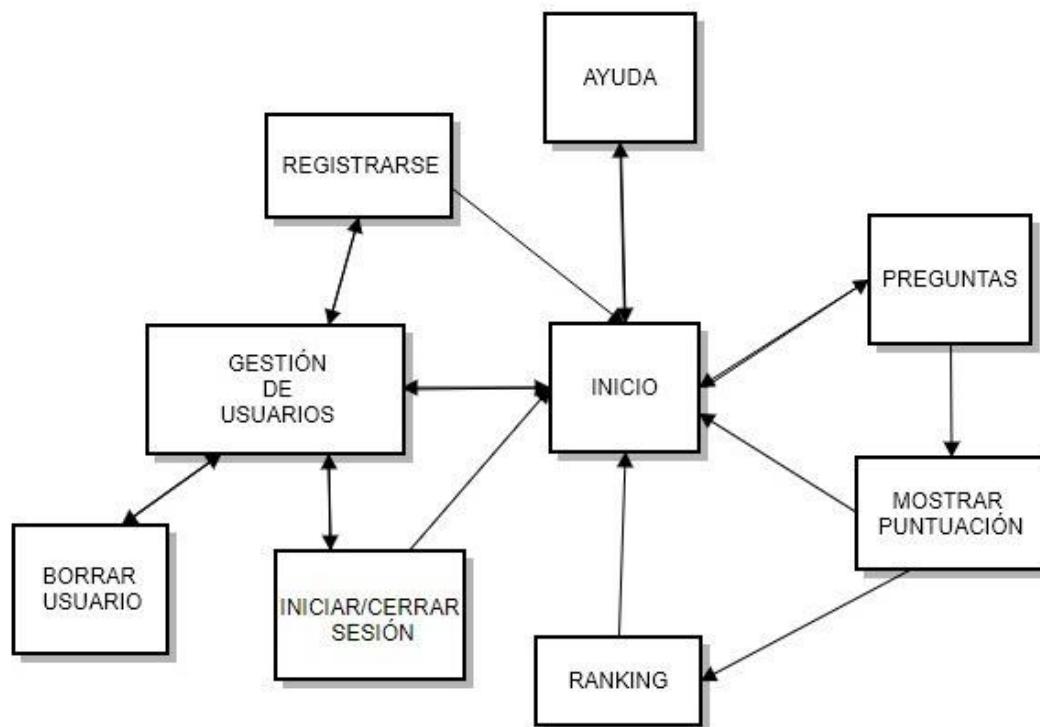 AYUDA
REGISTRARSE
PREGUNTAS
GESTIÓN
DE
USUARIOS
INICIO
MOSTRAR
PUNTUACIÓN
BORRAR
USUARIO
INICIAR/CERRAR
SESIÓN
RANKING